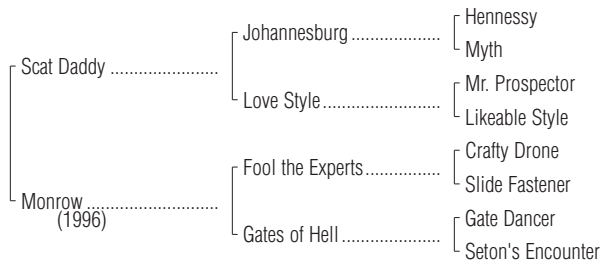 Hennessy
Johannesburg ..................
Myth
Scat Daddy ......................
Mr. Prospector
Love Style........................
Likeable Style
Crafty Drone
Fool the Experts...............
Slide Fastener
Monrow ...........................
(1996)
Gate Dancer
Gates of Hell ....................
Seton's Encounter